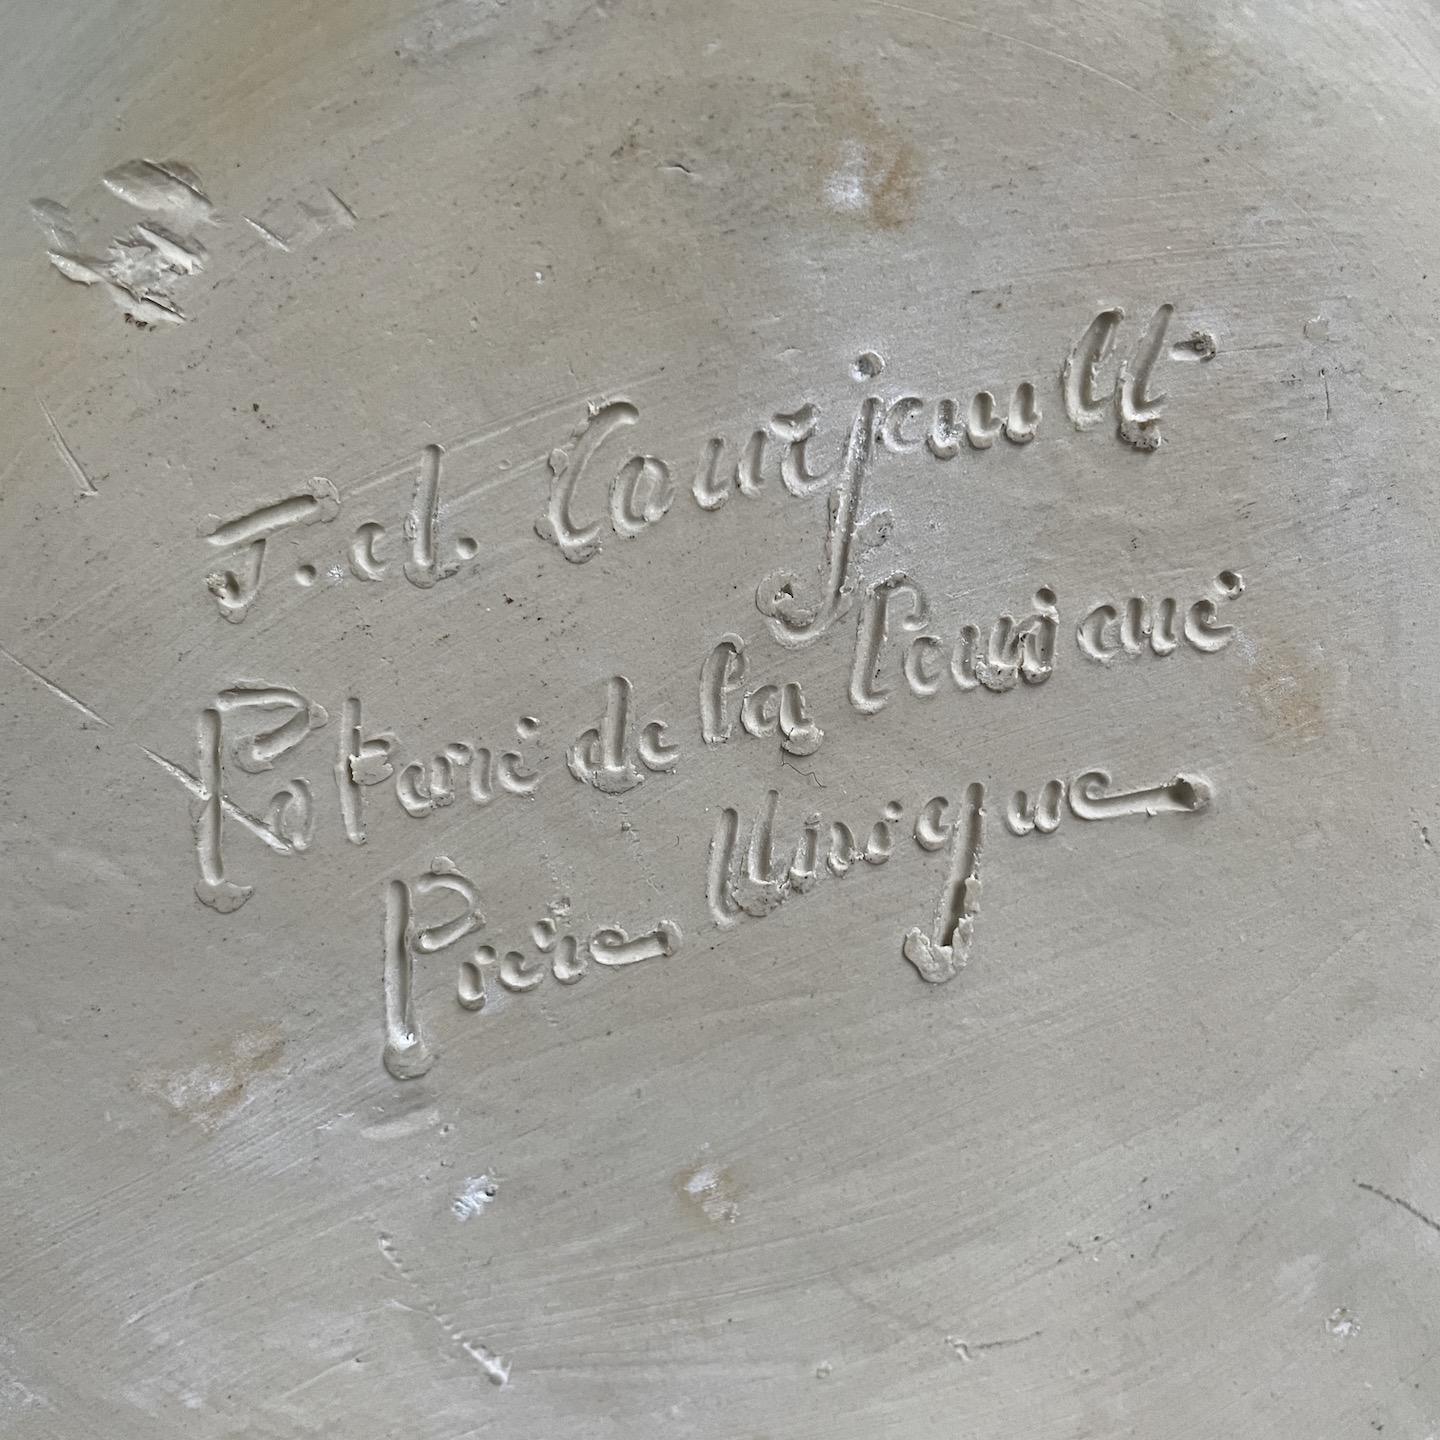 J.cl. Courjault
Poterie de la
Pièce Unique